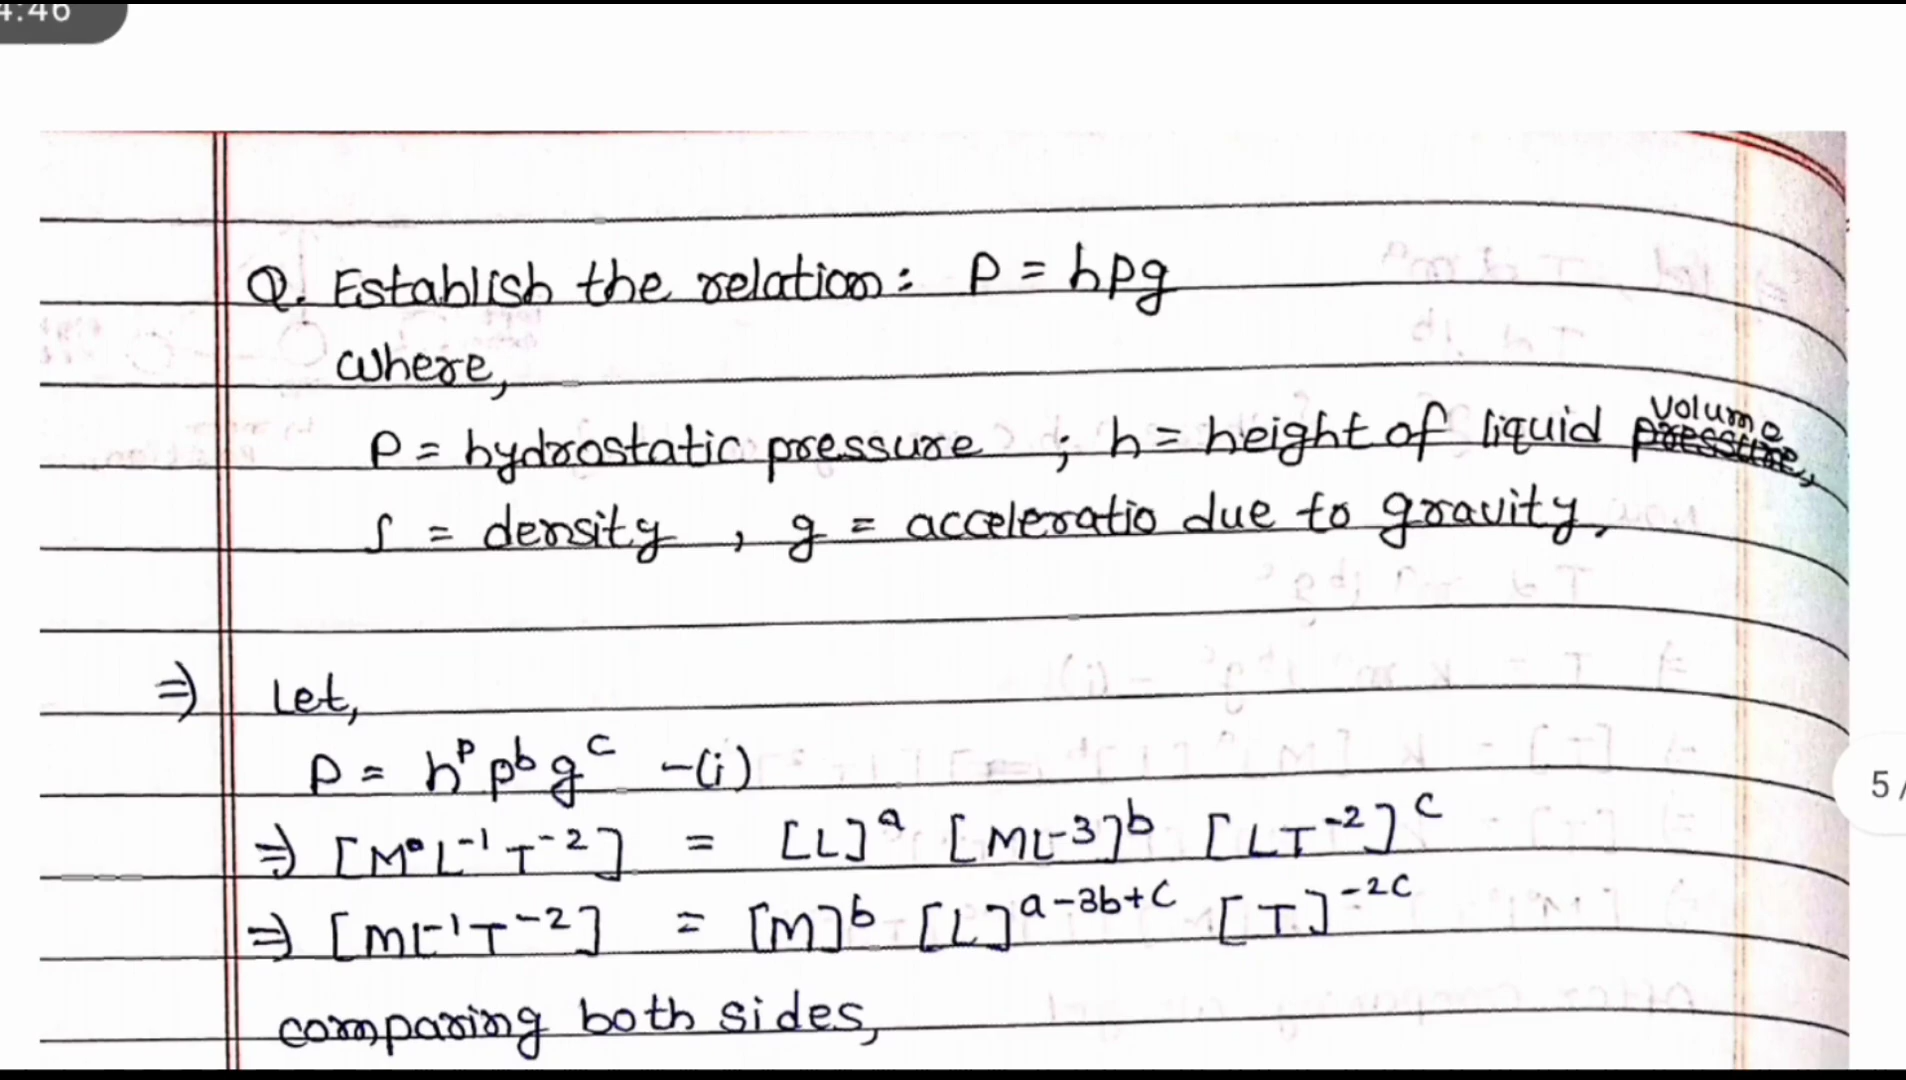 4:46
Q. Establish the relation: P = hρg
where,
P = hydrostatic pressure ; h = height of liquid volume,
ρ = density , g = acceleratio due to gravity,
⇒ Let,
P = h^p ρ^b g^c -(i)
⇒ [M°L⁻¹T⁻²] = [L]^a [ML⁻³]^b [LT⁻²]^c
⇒ [ML⁻¹T⁻²] = [M]^b [L]^a-3b+c [T]^-2c
comparing both sides,
5/